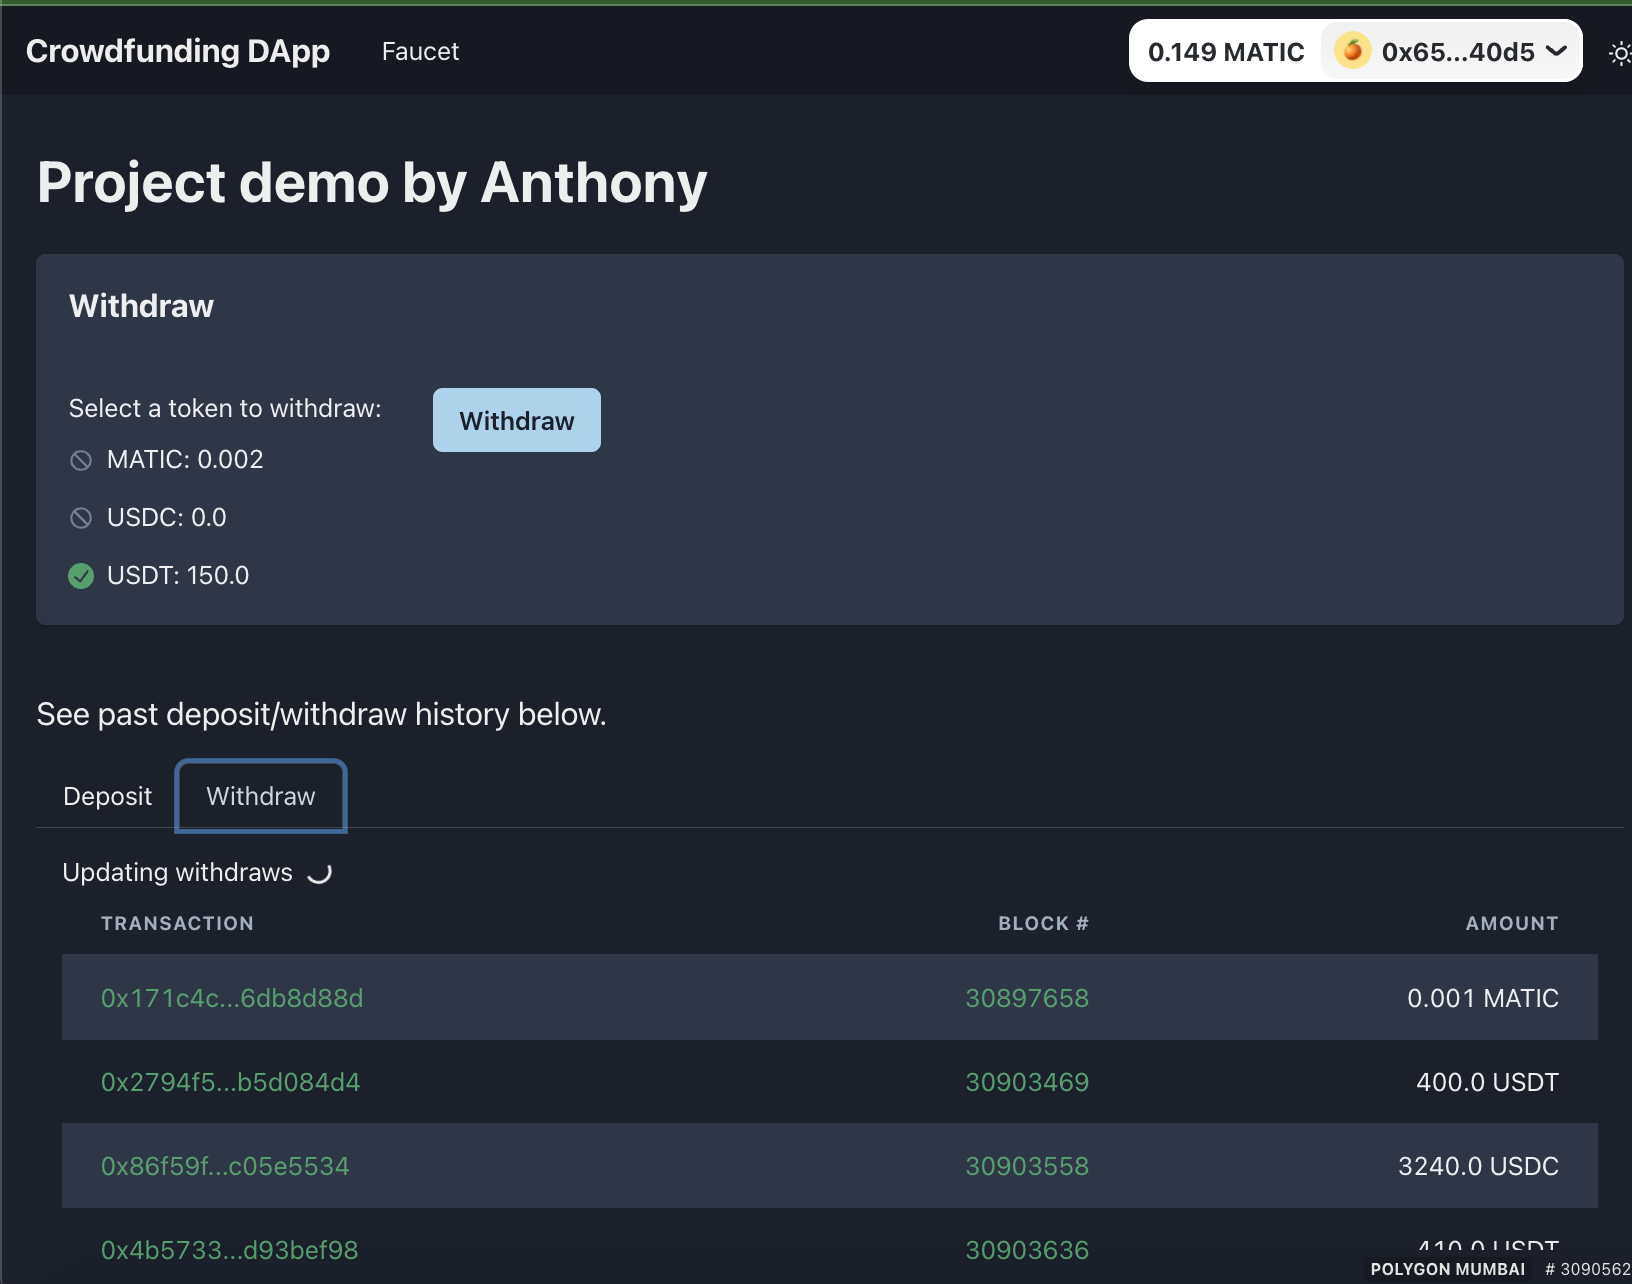 Crowdfunding DApp Faucet 0.149 MATIC 0x65...40d5
Project demo by Anthony
Withdraw
Select a token to withdraw: Withdraw
MATIC: 0.002
USDC: 0.0
USDT: 150.0
See past deposit/withdraw history below.
Deposit Withdraw
Updating withdraws
TRANSACTION BLOCK # AMOUNT
0x171c4c...6db8d88d 30897658 0.001 MATIC
0x2794f5...b5d084d4 30903469 400.0 USDT
0x86f59f...c05e5534 30903558 3240.0 USDC
0x4b5733...d93bef98 30903636 410.0 USDT
POLYGON MUMBAI # 3090562